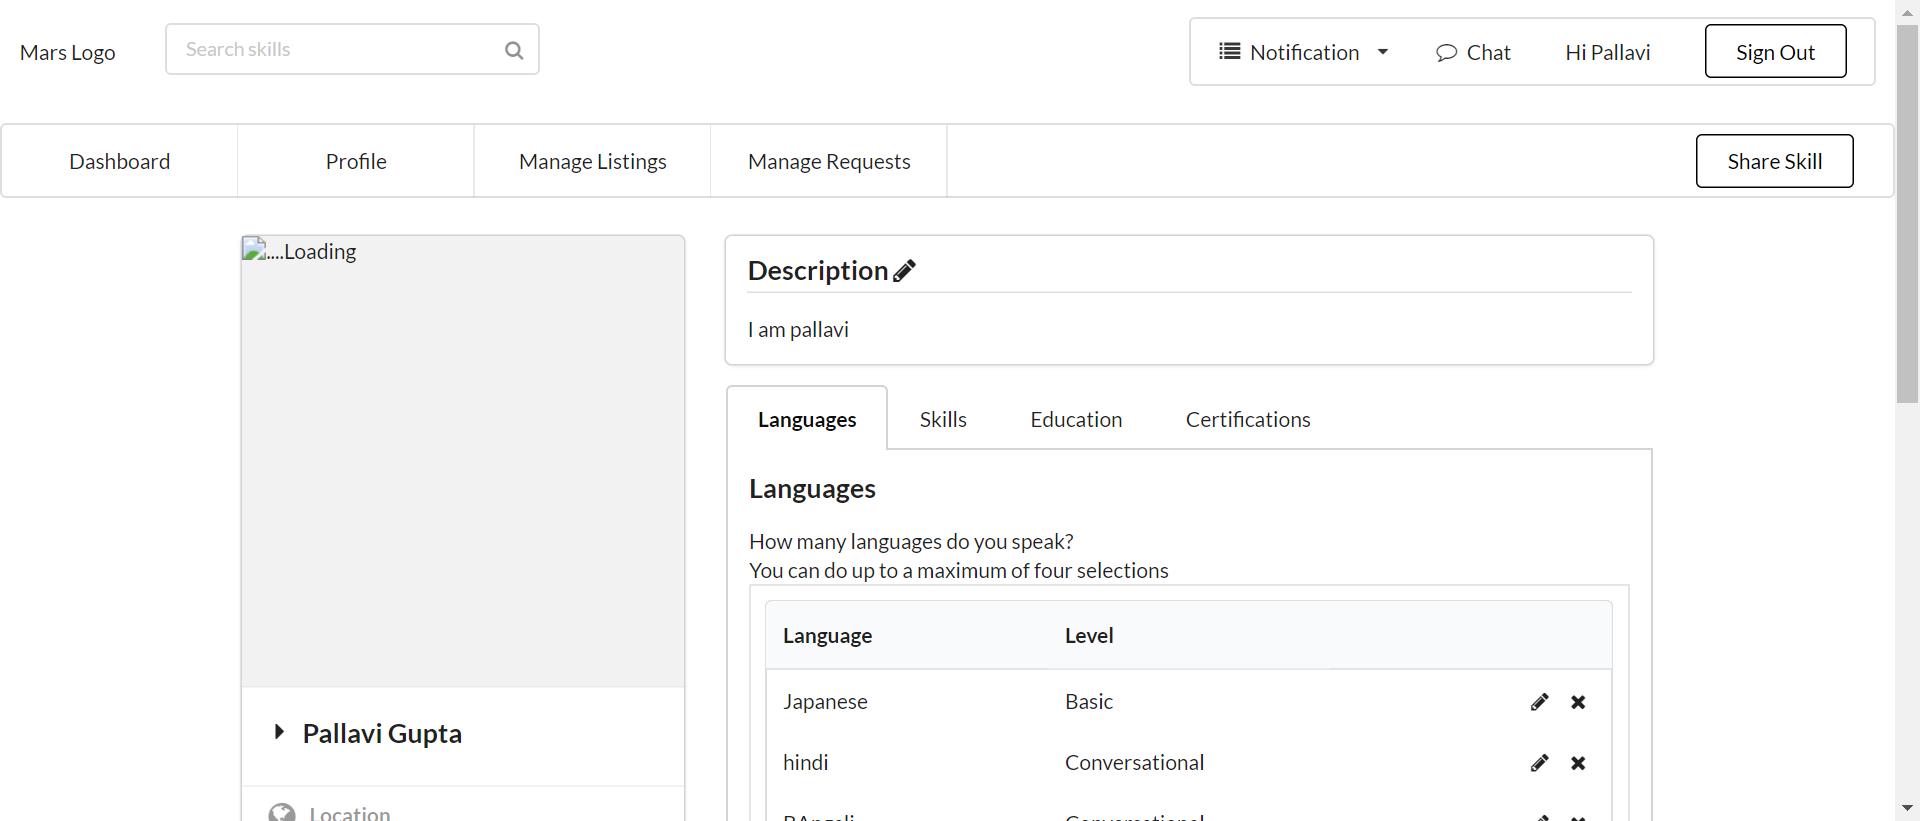 Mars Logo
Search skills
Notification
Chat
Hi Pallavi
Sign Out
Dashboard
Profile
Manage Listings
Manage Requests
Share Skill
....Loading
Pallavi Gupta
Location
Description
I am pallavi
Languages
Skills
Education
Certifications
Languages
How many languages do you speak?
You can do up to a maximum of four selections
Language Level
Japanese Basic
hindi Conversational